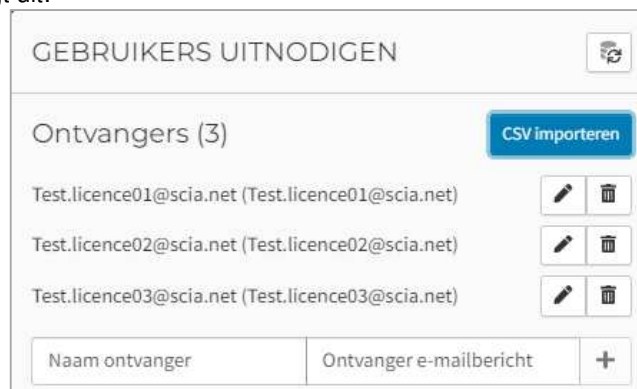 GEBRUIKERS UITNODIGEN
Ontvangers (3)
CSV importeren
Test.licence01@scia.net (Test.licence01@scia.net)
Test.licence02@scia.net (Test.licence02@scia.net)
Test.licence03@scia.net (Test.licence03@scia.net)
Naam ontvanger
Ontvanger e-mailbericht
+